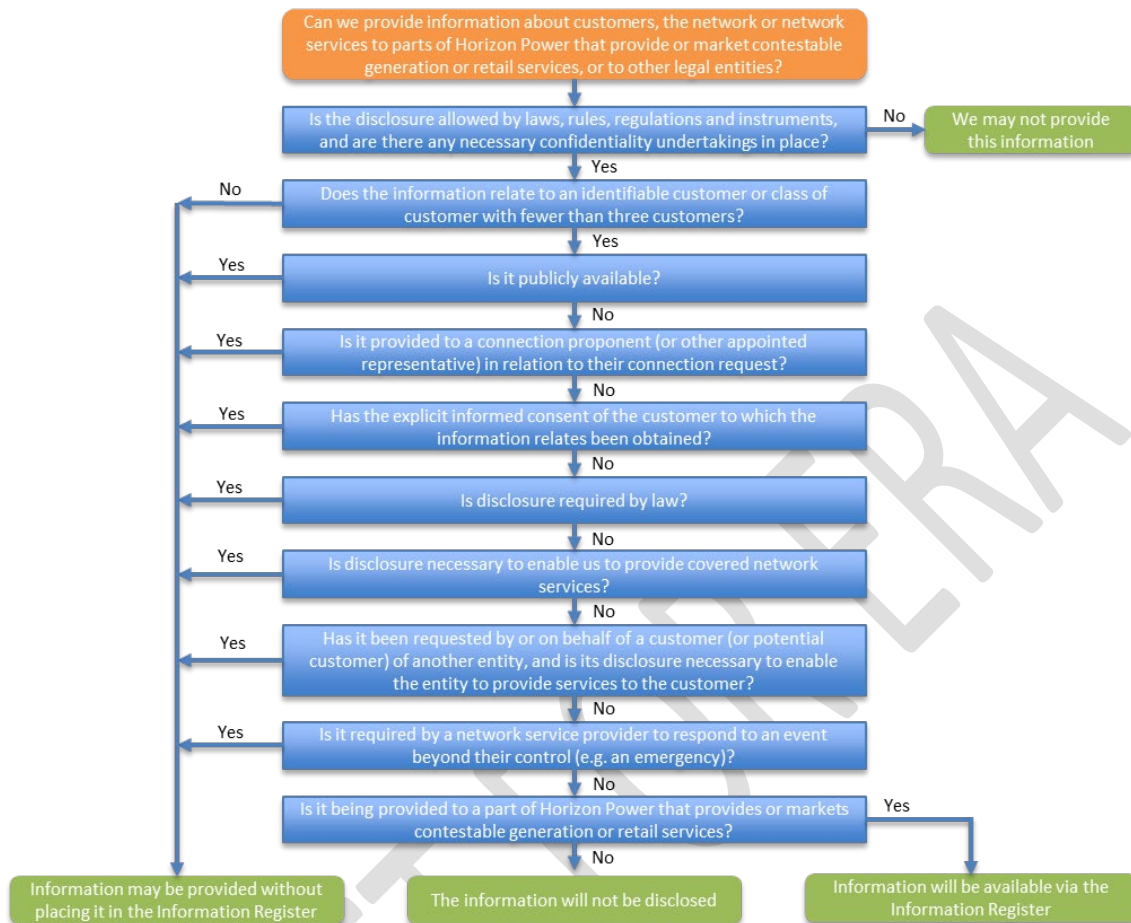 Can we provide information about customers, the network or network
services to parts of Horizon Power that provide or market contestable
generation or retail services, or to other legal entities?
Is the disclosure allowed by laws, rules, regulations and instruments,
and are there any necessary confidentiality undertakings in place?
No
We may not provide
this information
Yes
No
Does the information relate to an identifiable customer or class of
customer with fewer than three customers?
Yes
Yes
Is it publicly available?
No
Yes
Is it provided to a connection proponent (or other appointed
representative) in relation to their connection request?
No
Yes
Has the explicit informed consent of the customer to which the
information relates been obtained?
No
Yes
Is disclosure required by law?
No
Yes
Is disclosure necessary to enable us to provide covered network
services?
No
Yes
Has it been requested by or on behalf of a customer (or potential
customer) of another entity, and is its disclosure necessary to enable
the entity to provide services to the customer?
No
Yes
Is it required by a network service provider to respond to an event
beyond their control (e.g. an emergency)?
No
Is it being provided to a part of Horizon Power that provides or markets
contestable generation or retail services?
Yes
No
Information may be provided without
placing it in the Information Register
The information will not be disclosed
Information will be available via the
Information Register
ERA